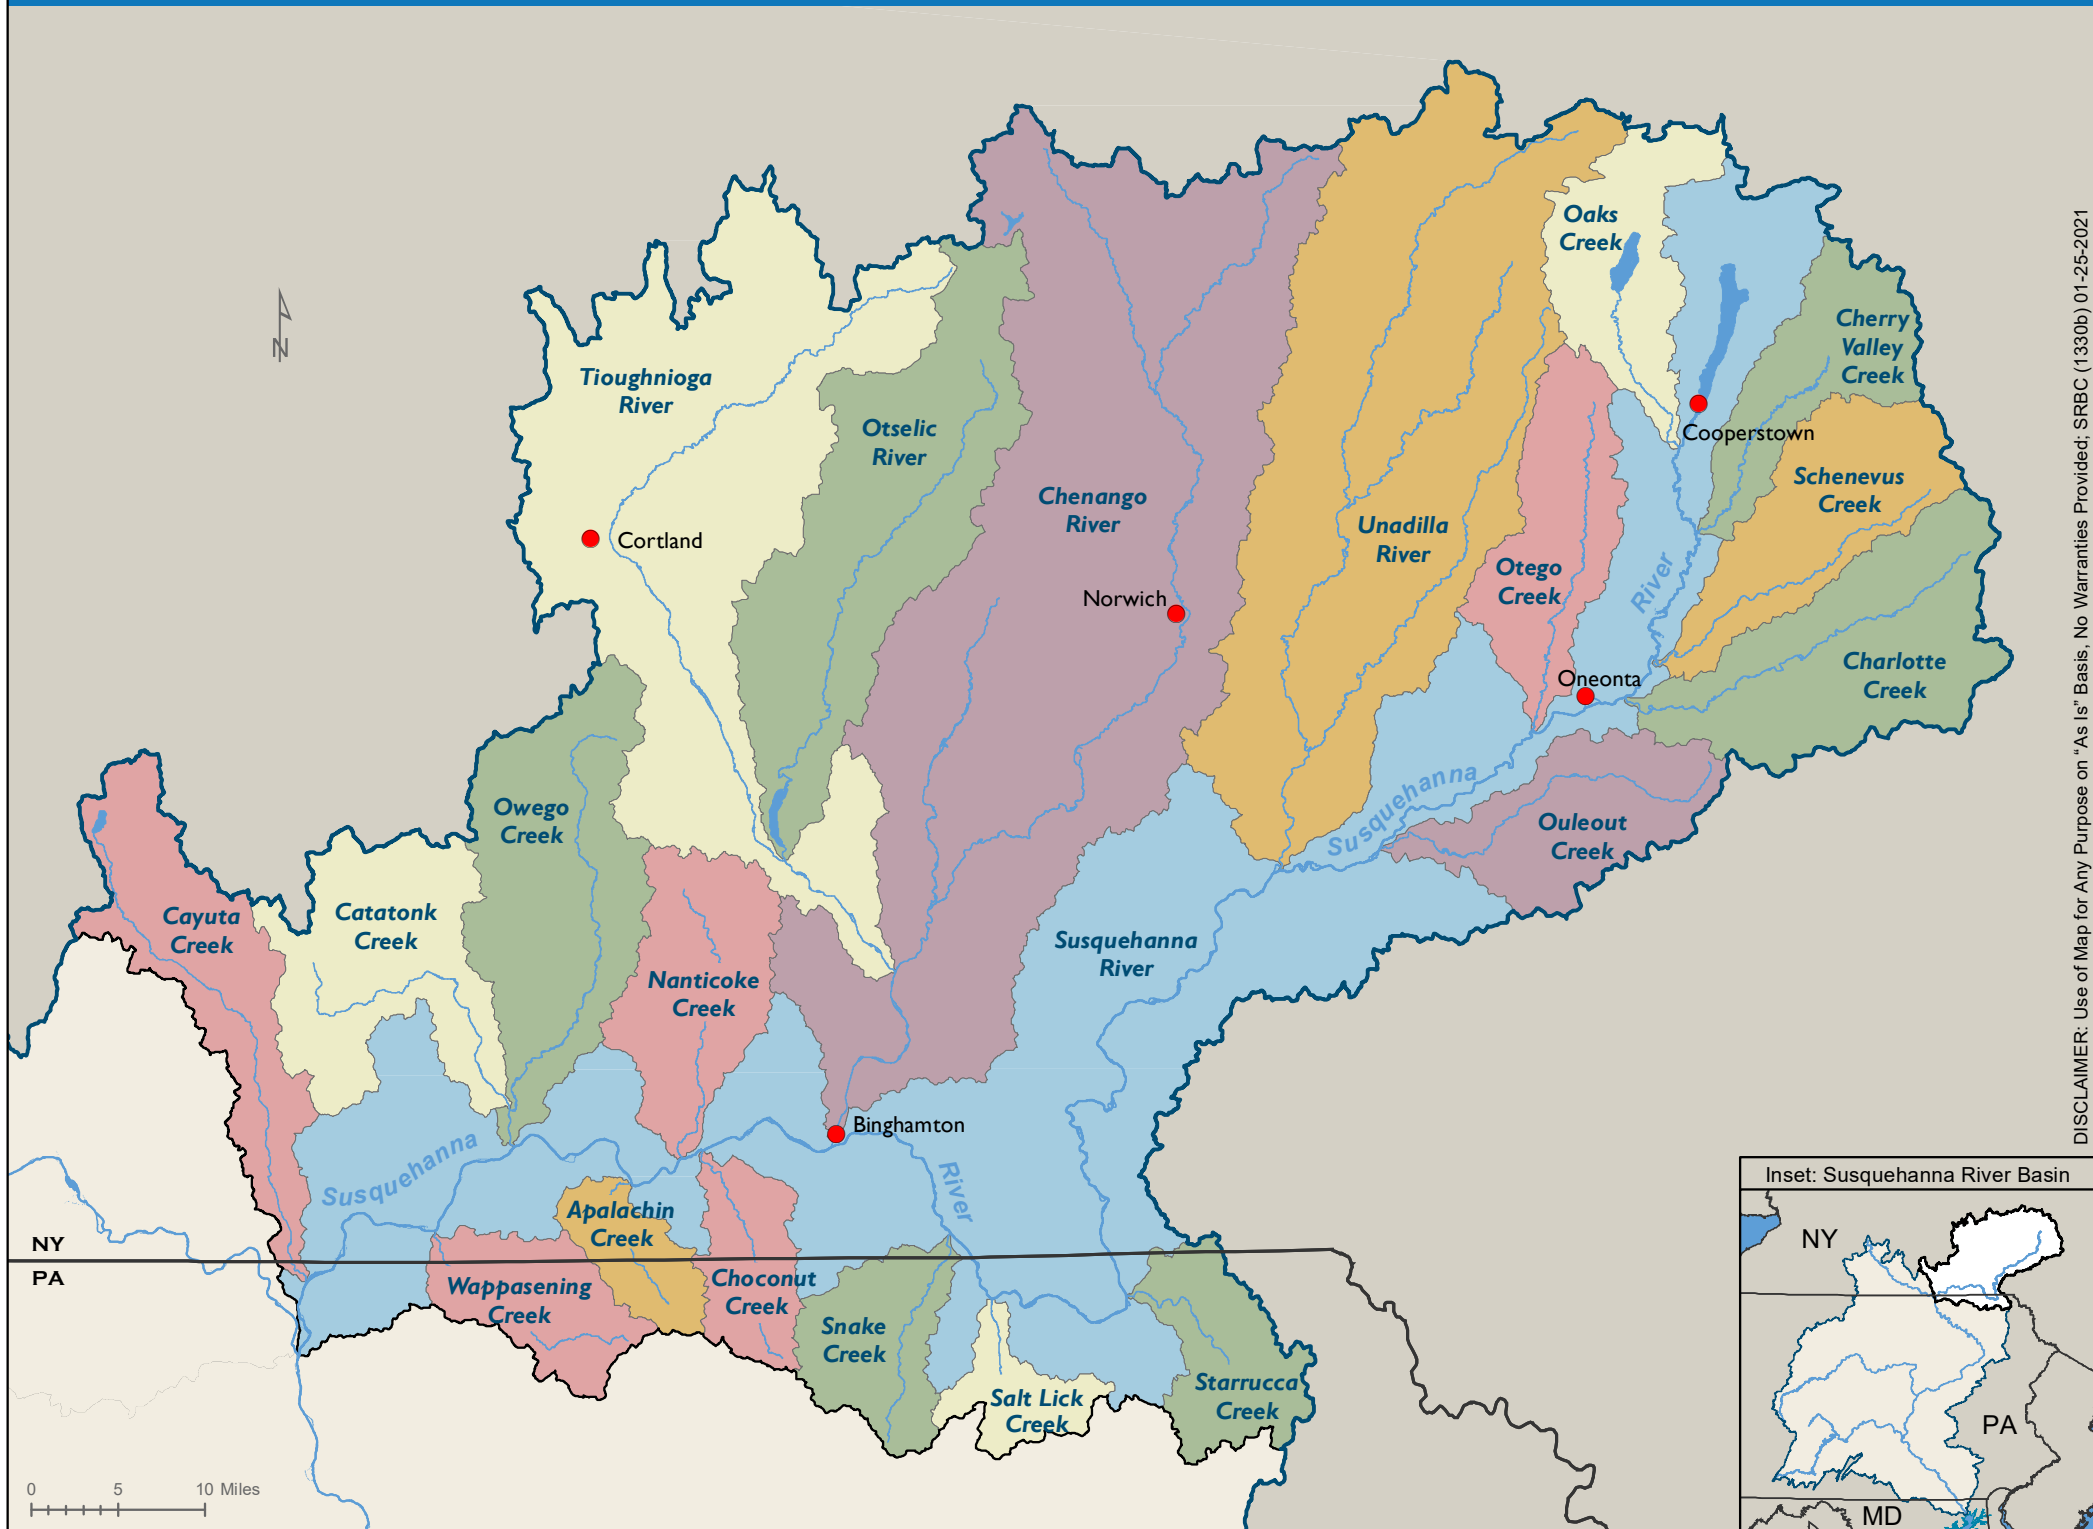 Oaks
Creek
Cherry
Valley
Creek
Tioughnioga
River
Otselic
River
Cooperstown
Schenevus
Creek
Chenango
River
Unadilla
River
Cortland
Otego
Creek
River
Norwich
Charlotte
Creek
Oneonta
Owego
Creek
Susquehanna
Ouleout
Creek
Cayuta
Creek
Catatonk
Creek
Susquehanna
River
Nanticoke
Creek
Binghamton
Susquehanna
River
Apalachin
Creek
NY
PA
Wappasening
Creek
Choconut
Creek
Snake
Creek
Salt Lick
Creek
Starrucca
Creek
N
0 5 10 Miles
Inset: Susquehanna River Basin
NY
PA
MD
DISCLAIMER: Use of Map for Any Purpose on "As Is" Basis, No Warranties Provided; SRBC (1330b) 01-25-2021